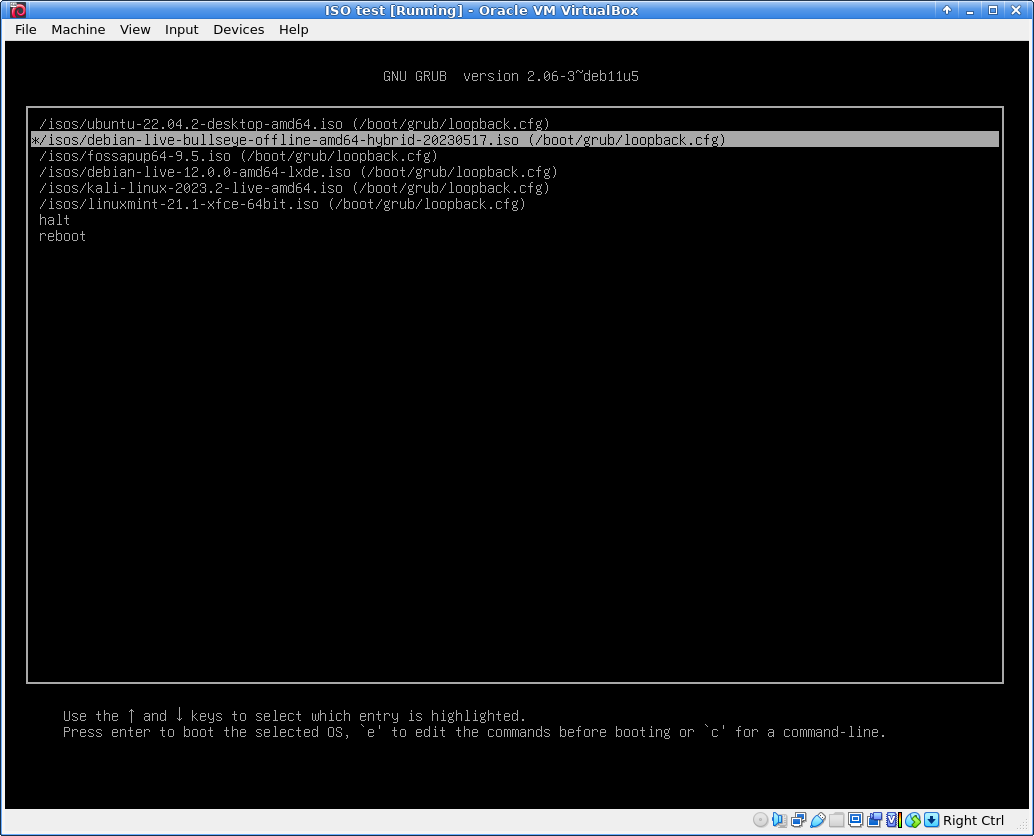 ISO test [Running] - Oracle VM VirtualBox
File Machine View Input Devices Help
GNU GRUB  version 2.06-3~deb11u5
/isos/ubuntu-22.04.2-desktop-amd64.iso (/boot/grub/loopback.cfg)
*/isos/debian-live-bullseye-offline-amd64-hybrid-20230517.iso (/boot/grub/loopback.cfg)
/isos/fossapup64-9.5.iso (/boot/grub/loopback.cfg)
/isos/debian-live-12.0.0-amd64-lxde.iso (/boot/grub/loopback.cfg)
/isos/kali-linux-2023.2-live-amd64.iso (/boot/grub/loopback.cfg)
/isos/linuxmint-21.1-xfce-64bit.iso (/boot/grub/loopback.cfg)
halt
reboot
Use the ↑ and ↓ keys to select which entry is highlighted.
Press enter to boot the selected OS, `e' to edit the commands before booting or `c' for a command-line.
Right Ctrl